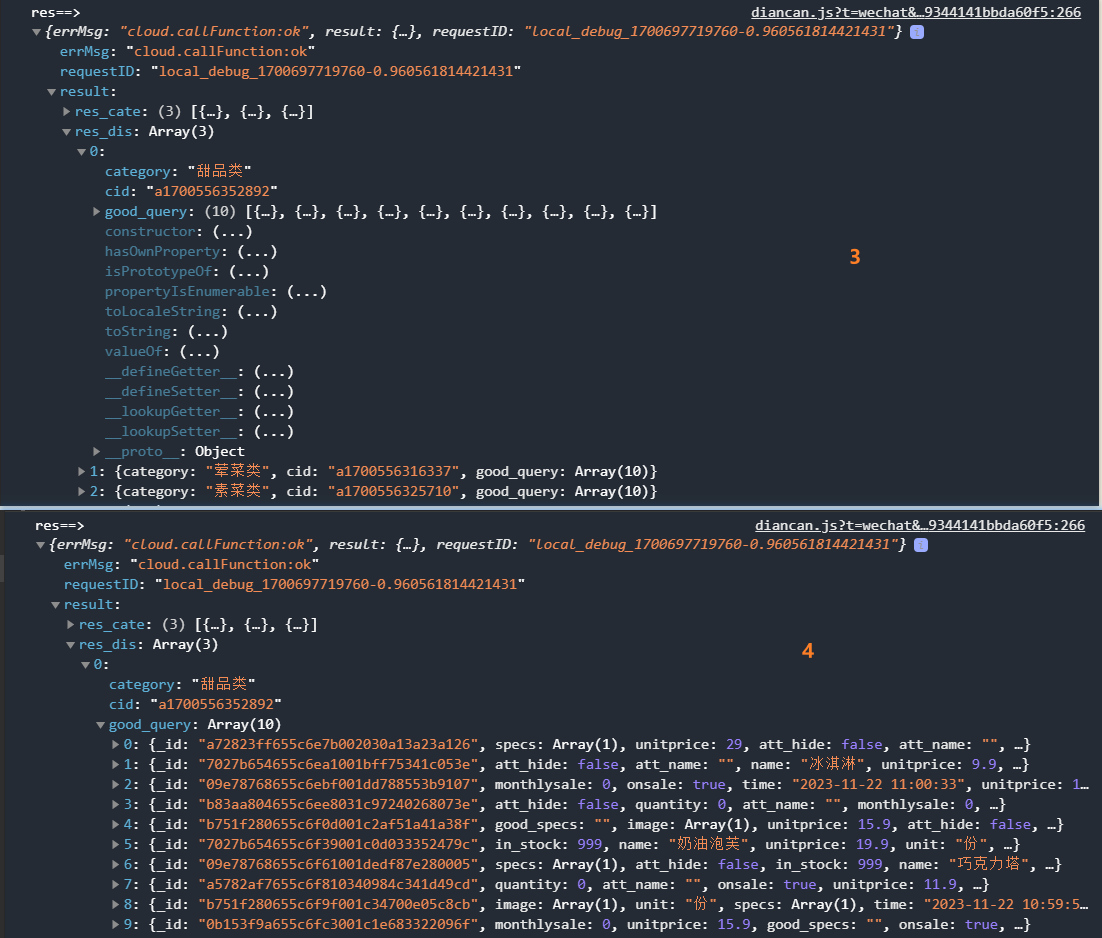 res==> diancan.js?t=wechat&…9344141bbda60f5:266
▼{errMsg: "cloud.callFunction:ok", result: {…}, requestID: "local_debug_1700697719760-0.960561814421431"} i
errMsg: "cloud.callFunction:ok"
requestID: "local_debug_1700697719760-0.960561814421431"
▼result:
▶res_cate: (3) [{…}, {…}, {…}]
▼res_dis: Array(3)
▼0:
category: "甜品类"
cid: "a1700556352892"
▶good_query: (10) [{…}, {…}, {…}, {…}, {…}, {…}, {…}, {…}, {…}, {…}]
constructor: (...)
hasOwnProperty: (...)
3
isPrototypeOf: (...)
propertyIsEnumerable: (...)
toLocaleString: (...)
toString: (...)
valueOf: (...)
__defineGetter__: (...)
__defineSetter__: (...)
__lookupGetter__: (...)
__lookupSetter__: (...)
▶__proto__: Object
▶1: {category: "荤菜类", cid: "a1700556316337", good_query: Array(10)}
▶2: {category: "素菜类", cid: "a1700556325710", good_query: Array(10)}
res==> diancan.js?t=wechat&…9344141bbda60f5:266
▼{errMsg: "cloud.callFunction:ok", result: {…}, requestID: "local_debug_1700697719760-0.960561814421431"} i
errMsg: "cloud.callFunction:ok"
requestID: "local_debug_1700697719760-0.960561814421431"
▼result:
▶res_cate: (3) [{…}, {…}, {…}]
▼res_dis: Array(3)
4
▼0:
category: "甜品类"
cid: "a1700556352892"
▼good_query: Array(10)
▶0: {_id: "a72823ff655c6e7b002030a13a23a126", specs: Array(1), unitprice: 29, att_hide: false, att_name: "", …}
▶1: {_id: "7027b654655c6ea1001bff75341c053e", att_hide: false, att_name: "", name: "冰淇淋", unitprice: 9.9, …}
▶2: {_id: "09e78768655c6ebf001dd788553b9107", monthlysale: 0, onsale: true, time: "2023-11-22 11:00:33", unitprice: 1…
▶3: {_id: "b83aa804655c6ee8031c97240268073e", att_hide: false, quantity: 0, att_name: "", monthlysale: 0, …}
▶4: {_id: "b751f280655c6f0d001c2af51a41a38f", good_specs: "", image: Array(1), unitprice: 15.9, att_hide: false, …}
▶5: {_id: "7027b654655c6f39001c0d033352479c", in_stock: 999, name: "奶油泡芙", unitprice: 19.9, unit: "份", …}
▶6: {_id: "09e78768655c6f61001dedf87e280005", specs: Array(1), att_hide: false, in_stock: 999, name: "巧克力塔", …}
▶7: {_id: "a5782af7655c6f810340984c341d49cd", quantity: 0, att_name: "", onsale: true, unitprice: 11.9, …}
▶8: {_id: "b751f280655c6f9f001c34700e05c8cb", image: Array(1), unit: "份", specs: Array(1), time: "2023-11-22 10:59:5…
▶9: {_id: "0b153f9a655c6fc3001c1e683322096f", monthlysale: 0, unitprice: 15.9, good_specs: "", onsale: true, …}